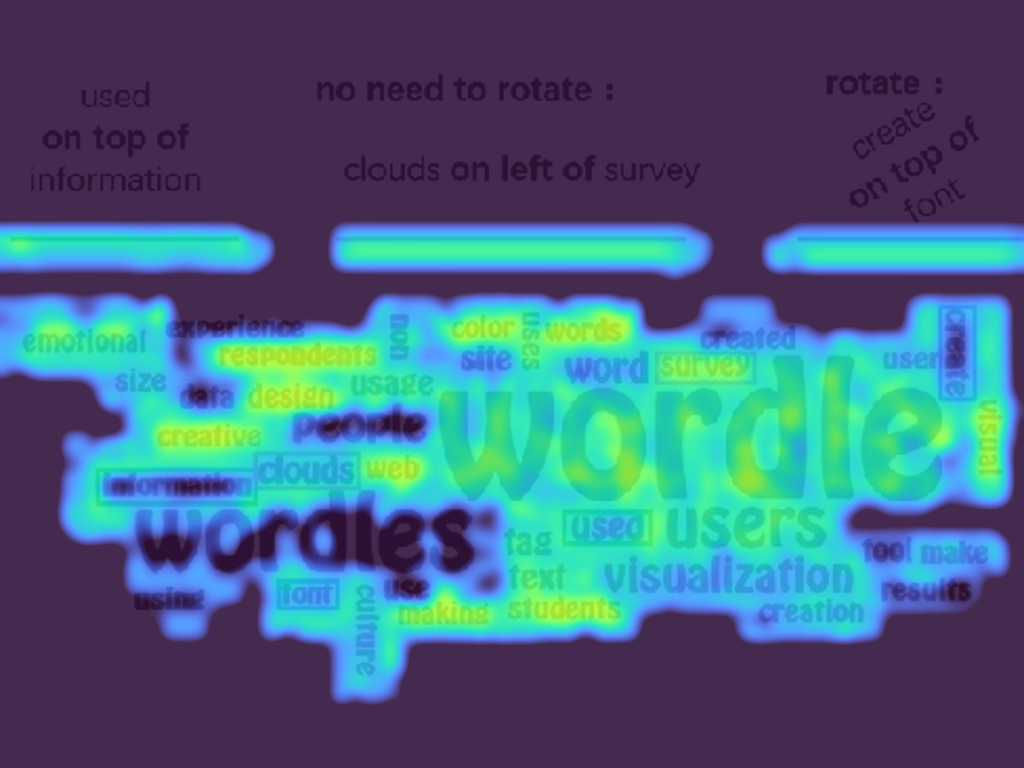 used
on top of
information
no need to rotate :
clouds on left of survey
rotate :
create
on top of
font
emotional
experience
respondents
non
color
uses
words
created
create
size
data
design
usage
site
word
survey
user
creative
people
wordle
visual
information
clouds
web
wordles
tag
used
users
tool
make
using
font
culture
use
text
visualization
results
making
students
creation